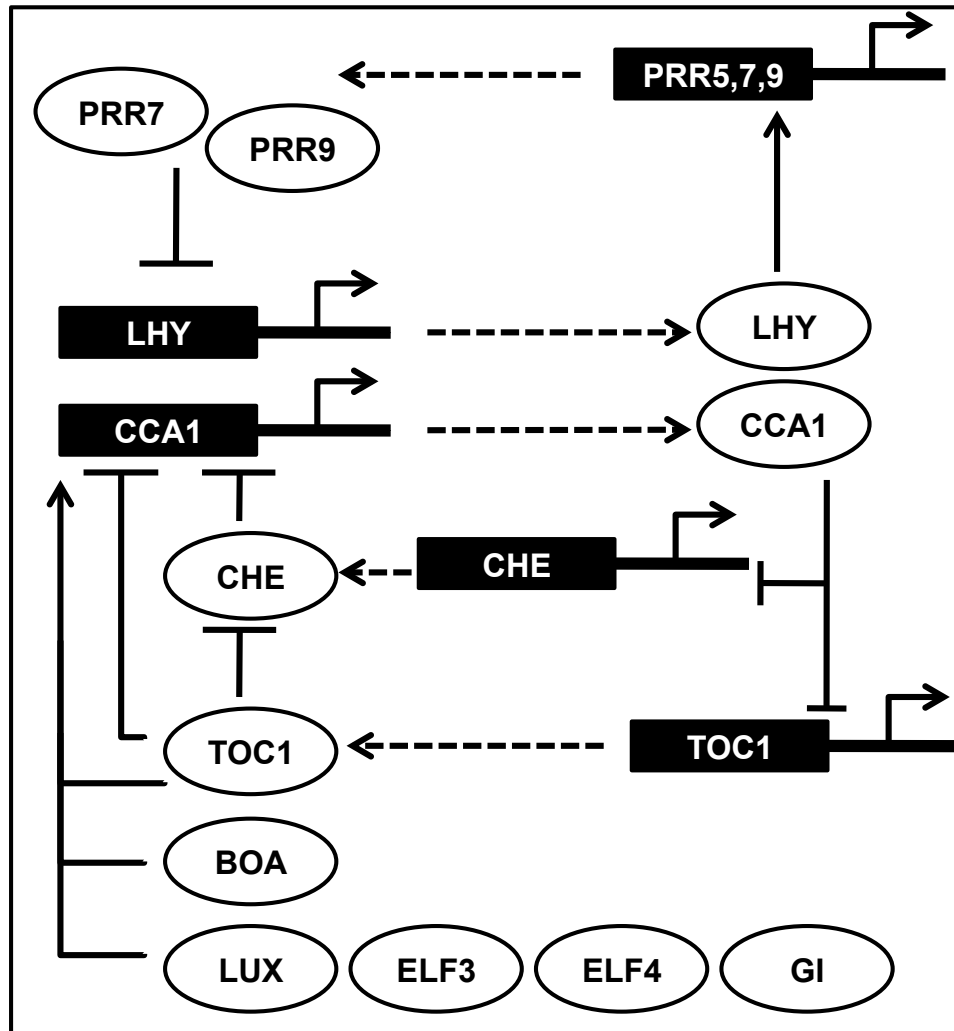 PRR5,7,9
PRR7
PRR9
LHY
LHY
CCA1
CCA1
CHE
CHE
TOC1
TOC1
BOA
LUX
ELF3
ELF4
GI